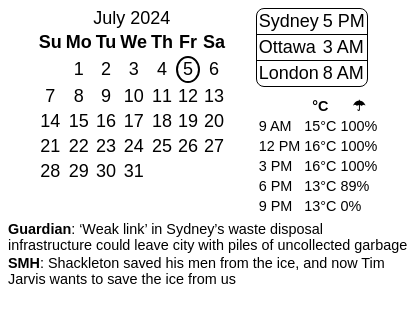 July 2024
Su Mo Tu We Th Fr Sa
1 2 3 4 5 6
7 8 9 10 11 12 13
14 15 16 17 18 19 20
21 22 23 24 25 26 27
28 29 30 31
Sydney 5 PM
Ottawa 3 AM
London 8 AM
°C ☂
9 AM 15°C 100%
12 PM 16°C 100%
3 PM 16°C 100%
6 PM 13°C 89%
9 PM 13°C 0%
Guardian: ‘Weak link’ in Sydney’s waste disposal
infrastructure could leave city with piles of uncollected garbage
SMH: Shackleton saved his men from the ice, and now Tim
Jarvis wants to save the ice from us